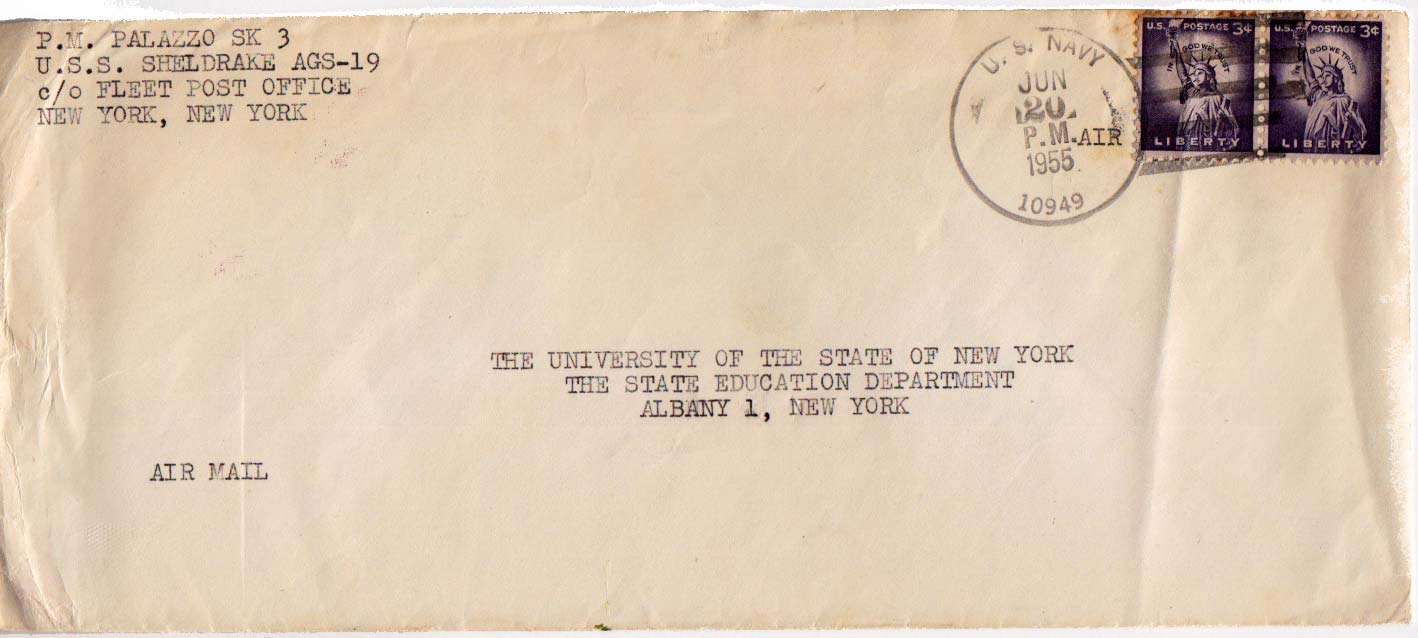 P.M. PALAZZO SK 3
U.S.S. SHELDRAKE AGS-19
c/o FLEET POST OFFICE
NEW YORK, NEW YORK
U. S. NAVY
JUN
20
P.M.
1955
10949
AIR
U.S. POSTAGE 3¢
IN GOD WE TRUST
LIBERTY
U.S. POSTAGE 3¢
IN GOD WE TRUST
LIBERTY
THE UNIVERSITY OF THE STATE OF NEW YORK
THE STATE EDUCATION DEPARTMENT
ALBANY 1, NEW YORK
AIR MAIL